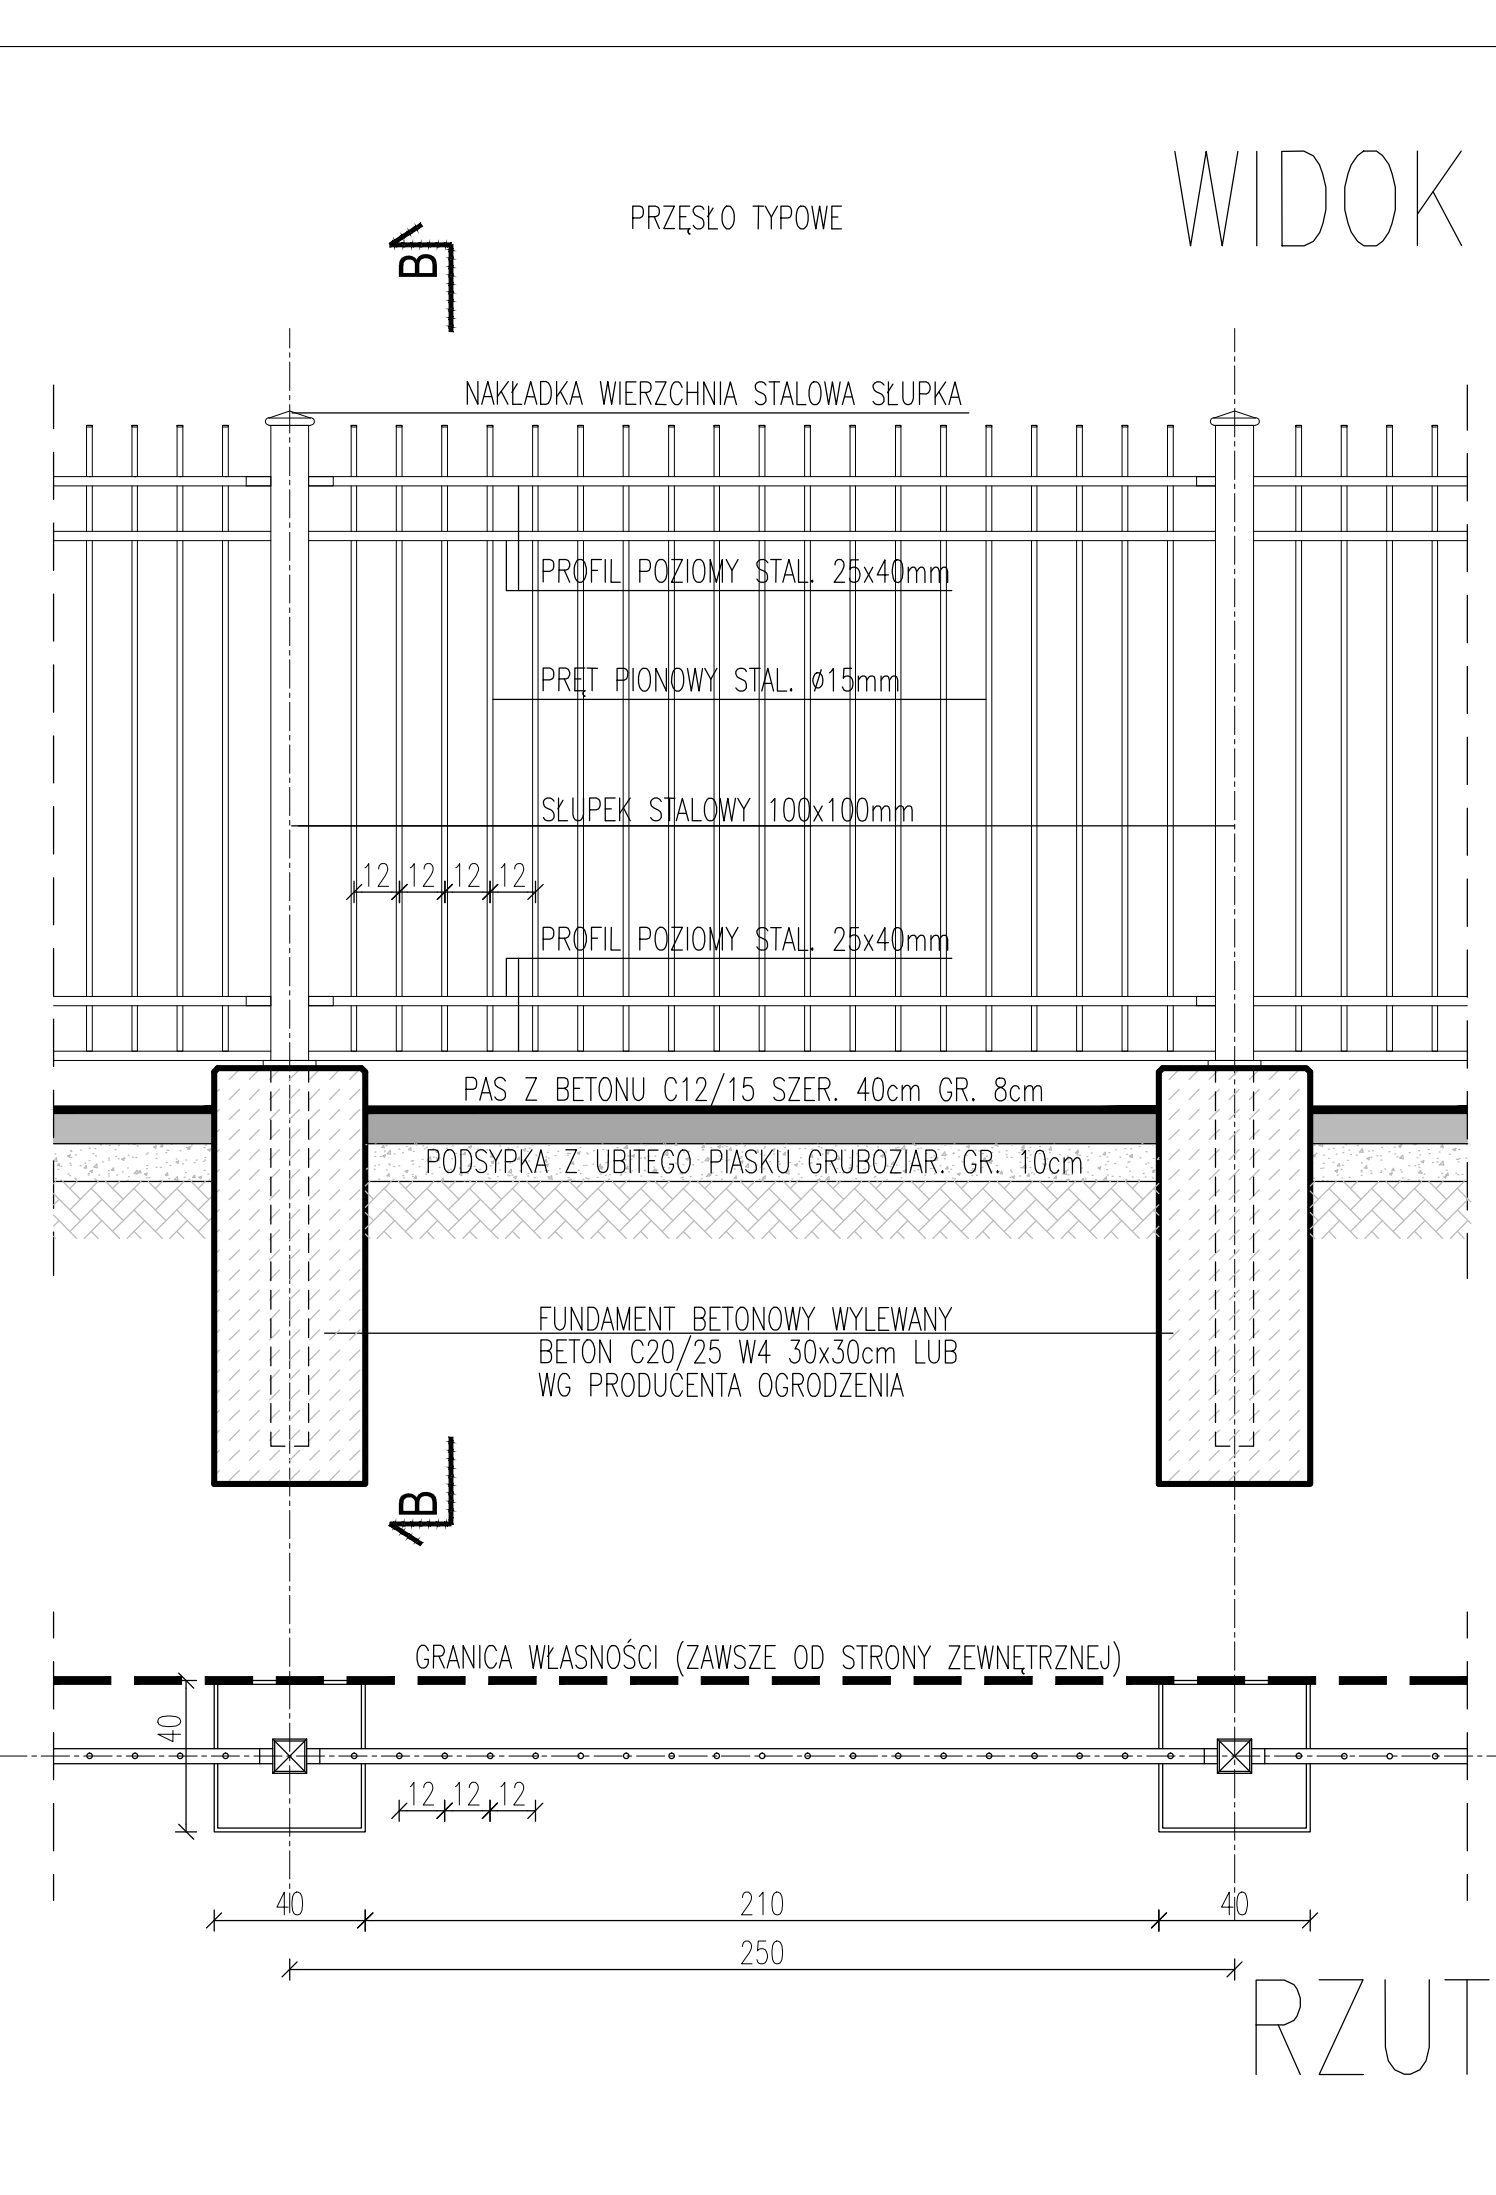 WIDOK
PRZĘSŁO TYPOWE
B
NAKŁADKA WIERZCHNIA STALOWA SŁUPKA
PROFIL POZIOMY STAL. 25x40mm
PRĘT PIONOWY STAL. ø15mm
SŁUPEK STALOWY 100x100mm
12 12 12 12
PROFIL POZIOMY STAL. 25x40mm
PAS Z BETONU C12/15 SZER. 40cm GR. 8cm
PODSYPKA Z UBITEGO PIASKU GRUBOZIAR. GR. 10cm
FUNDAMENT BETONOWY WYLEWANY
BETON C20/25 W4 30x30cm LUB
WG PRODUCENTA OGRODZENIA
B
GRANICA WŁASNOŚCI (ZAWSZE OD STRONY ZEWNĘTRZNEJ)
40
12 12 12
40 210 40
250
RZUT